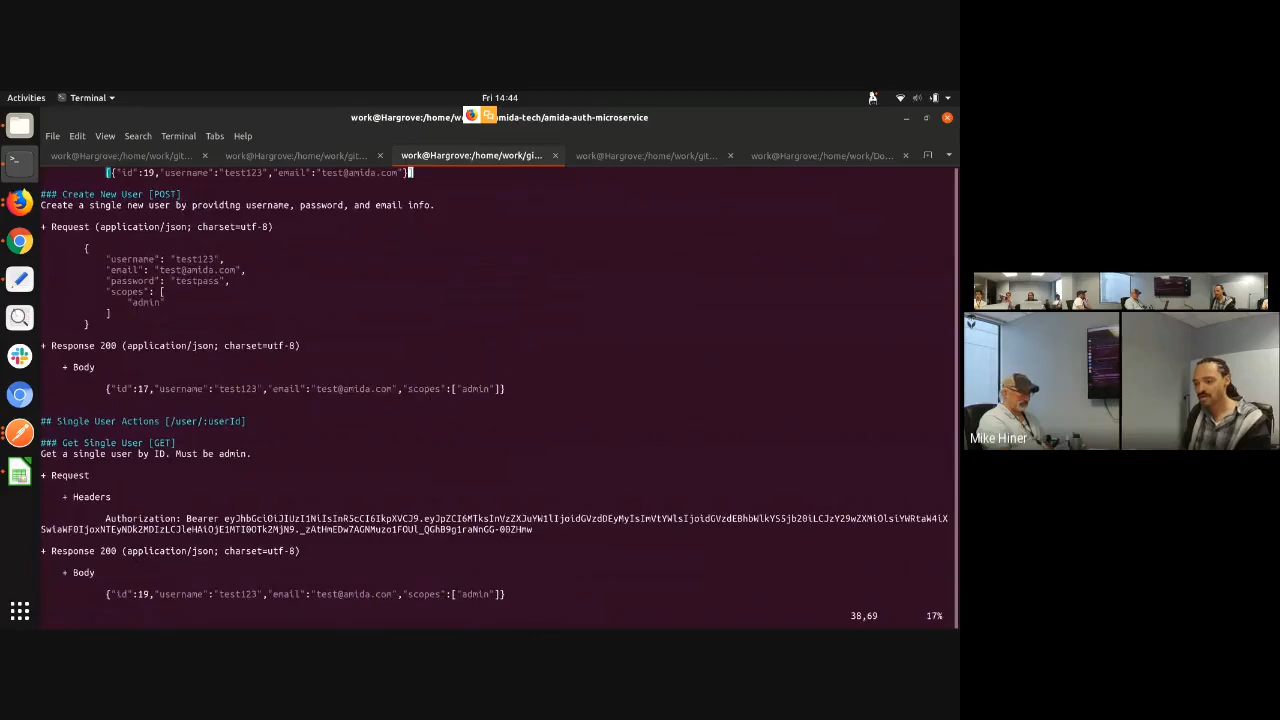 Activities
Terminal
Fri 14:44
amida-tech/amida-auth-microservice
File Edit View Search Terminal Tabs Help
work@Hargrove:/home/work/git... work@Hargrove:/home/work/git... work@Hargrove:/home/work/gi... work@Hargrove:/home/work/git... work@Hargrove:/home/work/Do...
[{"id":19,"username":"test123","email":"test@amida.com"}]
### Create New User [POST]
Create a single new user by providing username, password, and email info.
+ Request (application/json; charset=utf-8)
{
"username": "test123",
"email": "test@amida.com",
"password": "testpass",
"scopes": [
"admin"
]
}
+ Response 200 (application/json; charset=utf-8)
+ Body
{"id":17,"username":"test123","email":"test@amida.com","scopes":["admin"]}
## Single User Actions [/user/:userId]
### Get Single User [GET]
Get a single user by ID. Must be admin.
+ Request
+ Headers
Authorization: Bearer
+ Response 200 (application/json; charset=utf-8)
+ Body
{"id":19,"username":"test123","email":"test@amida.com","scopes":["admin"]}
38,69 17%
Mike Hiner